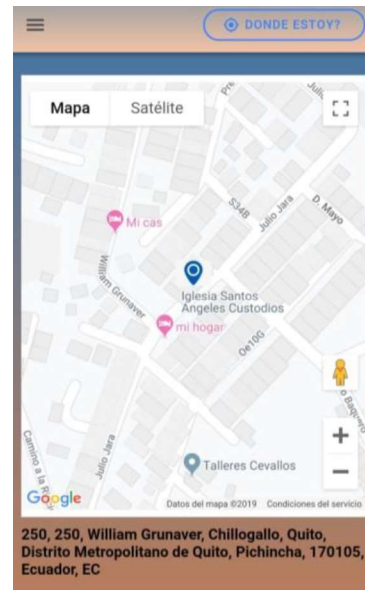 DONDE ESTOY?
Mapa
Satélite
Julio Jara
S34B
D. Mayo
Mi cas
William Grunaver
Iglesia Santos
Angeles Custodios
mi hogar
Oe10G
Julio Jara
Camino a la
Talleres Cevallos
Google
Datos del mapa ©2019
Condiciones del servicio
250, 250, William Grunaver, Chillogallo, Quito,
Distrito Metropolitano de Quito, Pichincha, 170105,
Ecuador, EC